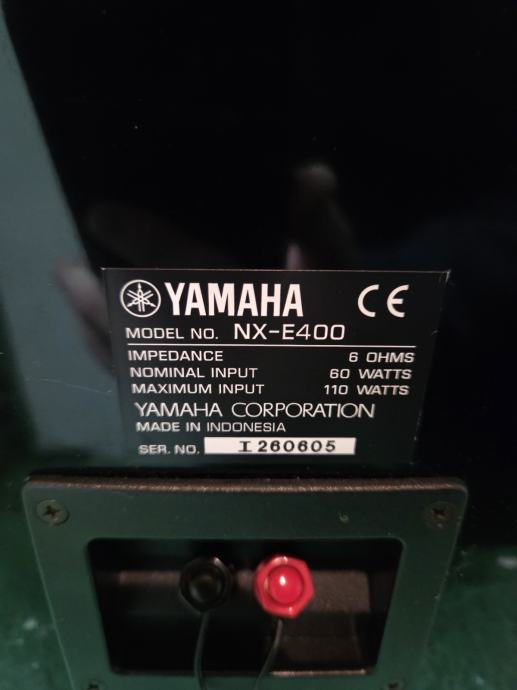 YAMAHA CE
MODEL NO. NX-E400
IMPEDANCE 6 OHMS
NOMINAL INPUT 60 WATTS
MAXIMUM INPUT 110 WATTS
YAMAHA CORPORATION
MADE IN INDONESIA
SER. NO. I 260605